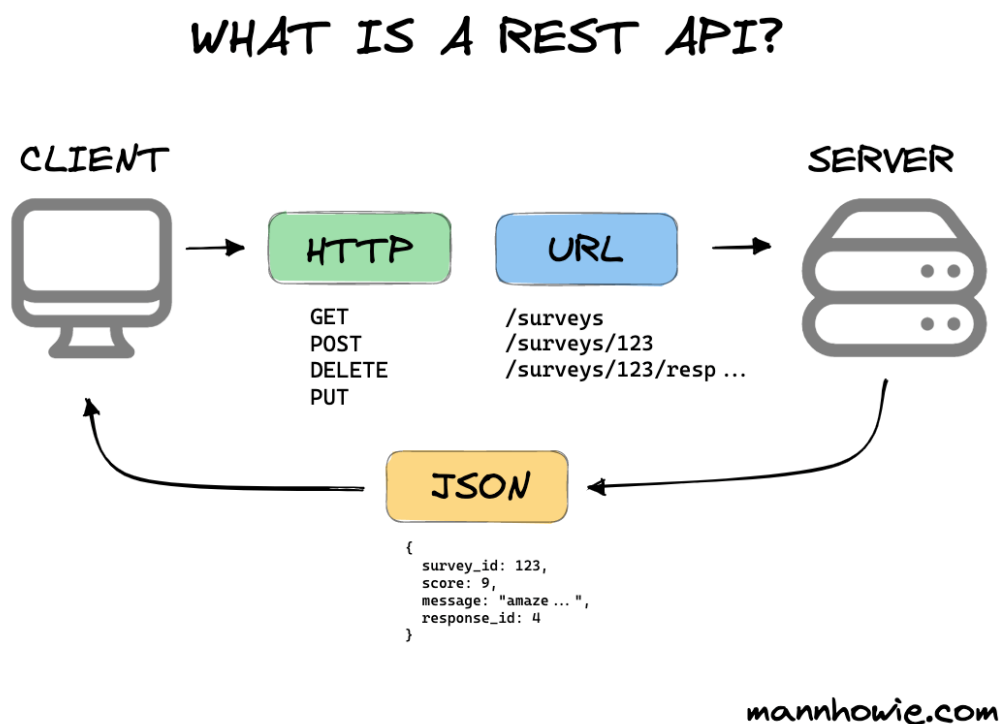 WHAT IS A REST API?
CLIENT
SERVER
HTTP
URL
GET
POST
DELETE
PUT
/surveys
/surveys/123
/surveys/123/resp...
JSON
{
survey_id: 123,
score: 9,
message: "amaze...",
response_id: 4
}
mannhowie.com